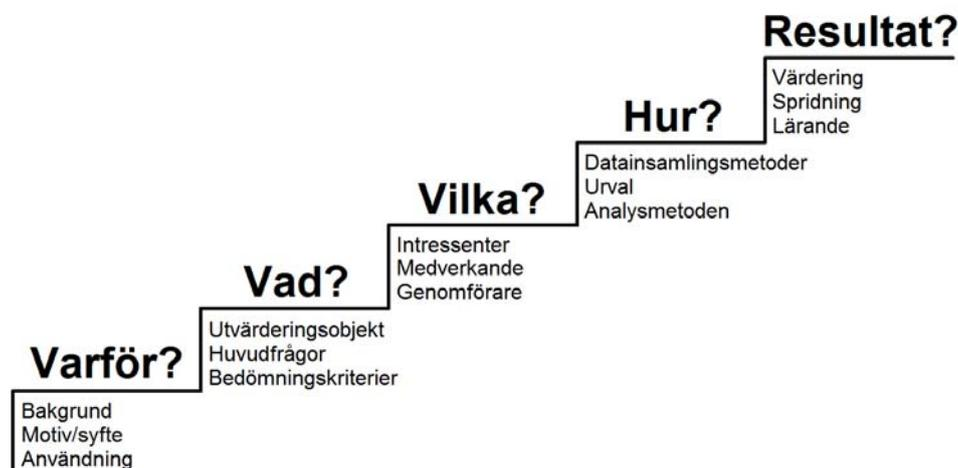 Varför?
Bakgrund
Motiv/syfte
Användning
Vad?
Utvärderingsobjekt
Huvudfrågor
Bedömningskriterier
Vilka?
Intressenter
Medverkande
Genomförare
Hur?
Datainsamlingsmetoder
Urval
Analysmetoden
Resultat?
Värdering
Spridning
Lärande